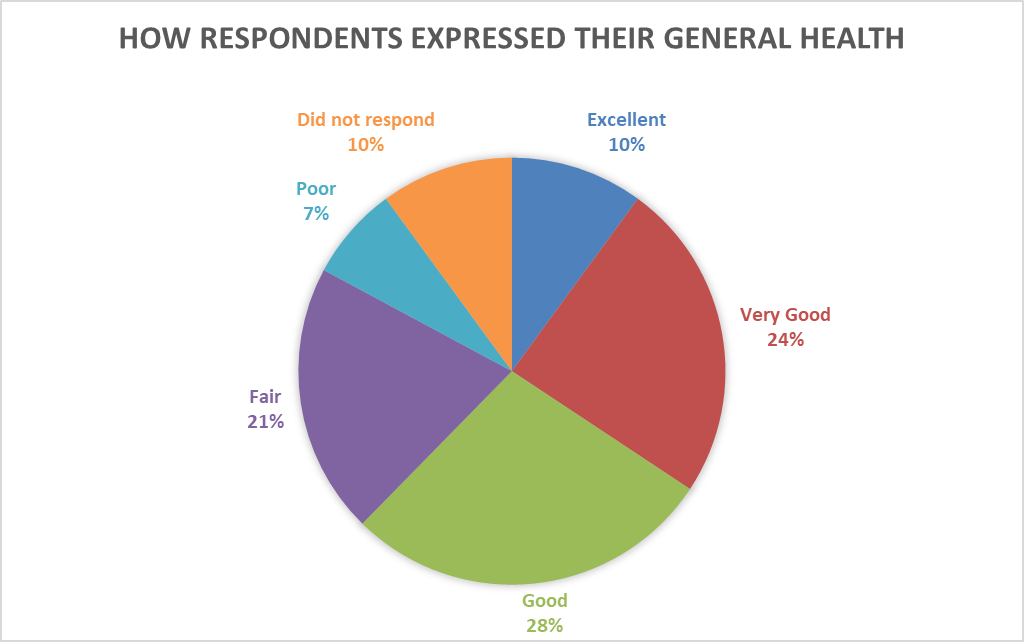 HOW RESPONDENTS EXPRESSED THEIR GENERAL HEALTH
Did not respond
10%
Excellent
10%
Poor
7%
Very Good
24%
Fair
21%
Good
28%